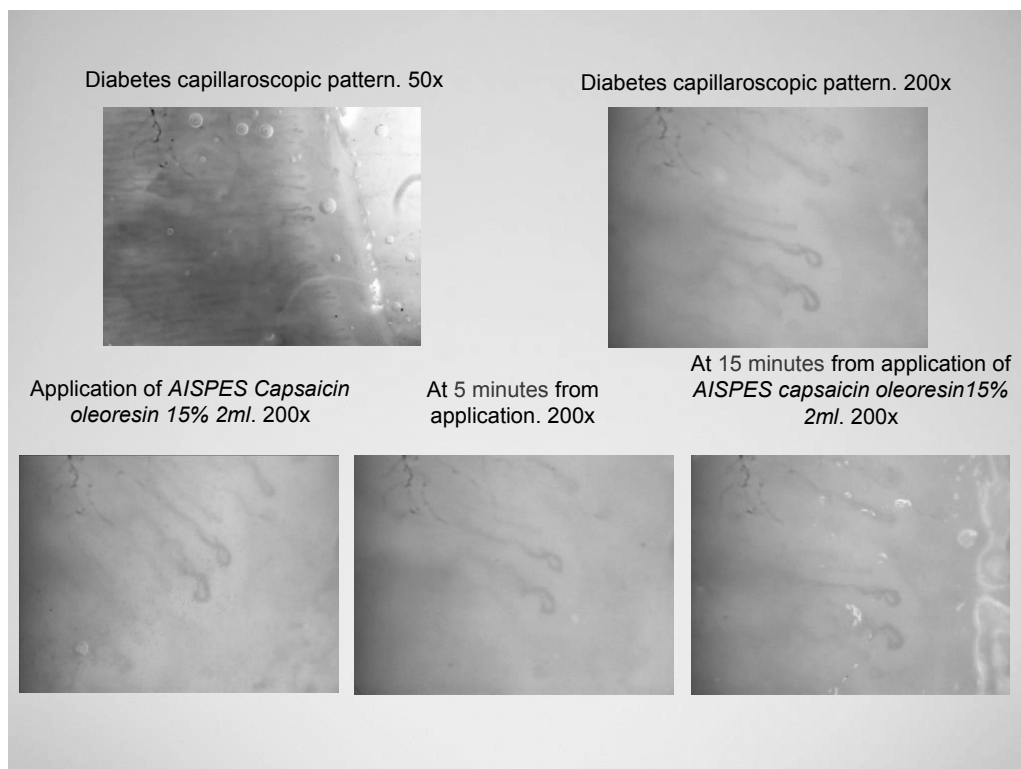 Diabetes capillaroscopic pattern. 50x
Diabetes capillaroscopic pattern. 200x
Application of AISPES Capsaicin
oleoresin 15% 2ml. 200x
At 5 minutes from
application. 200x
At 15 minutes from application of
AISPES capsaicin oleoresin15%
2ml. 200x